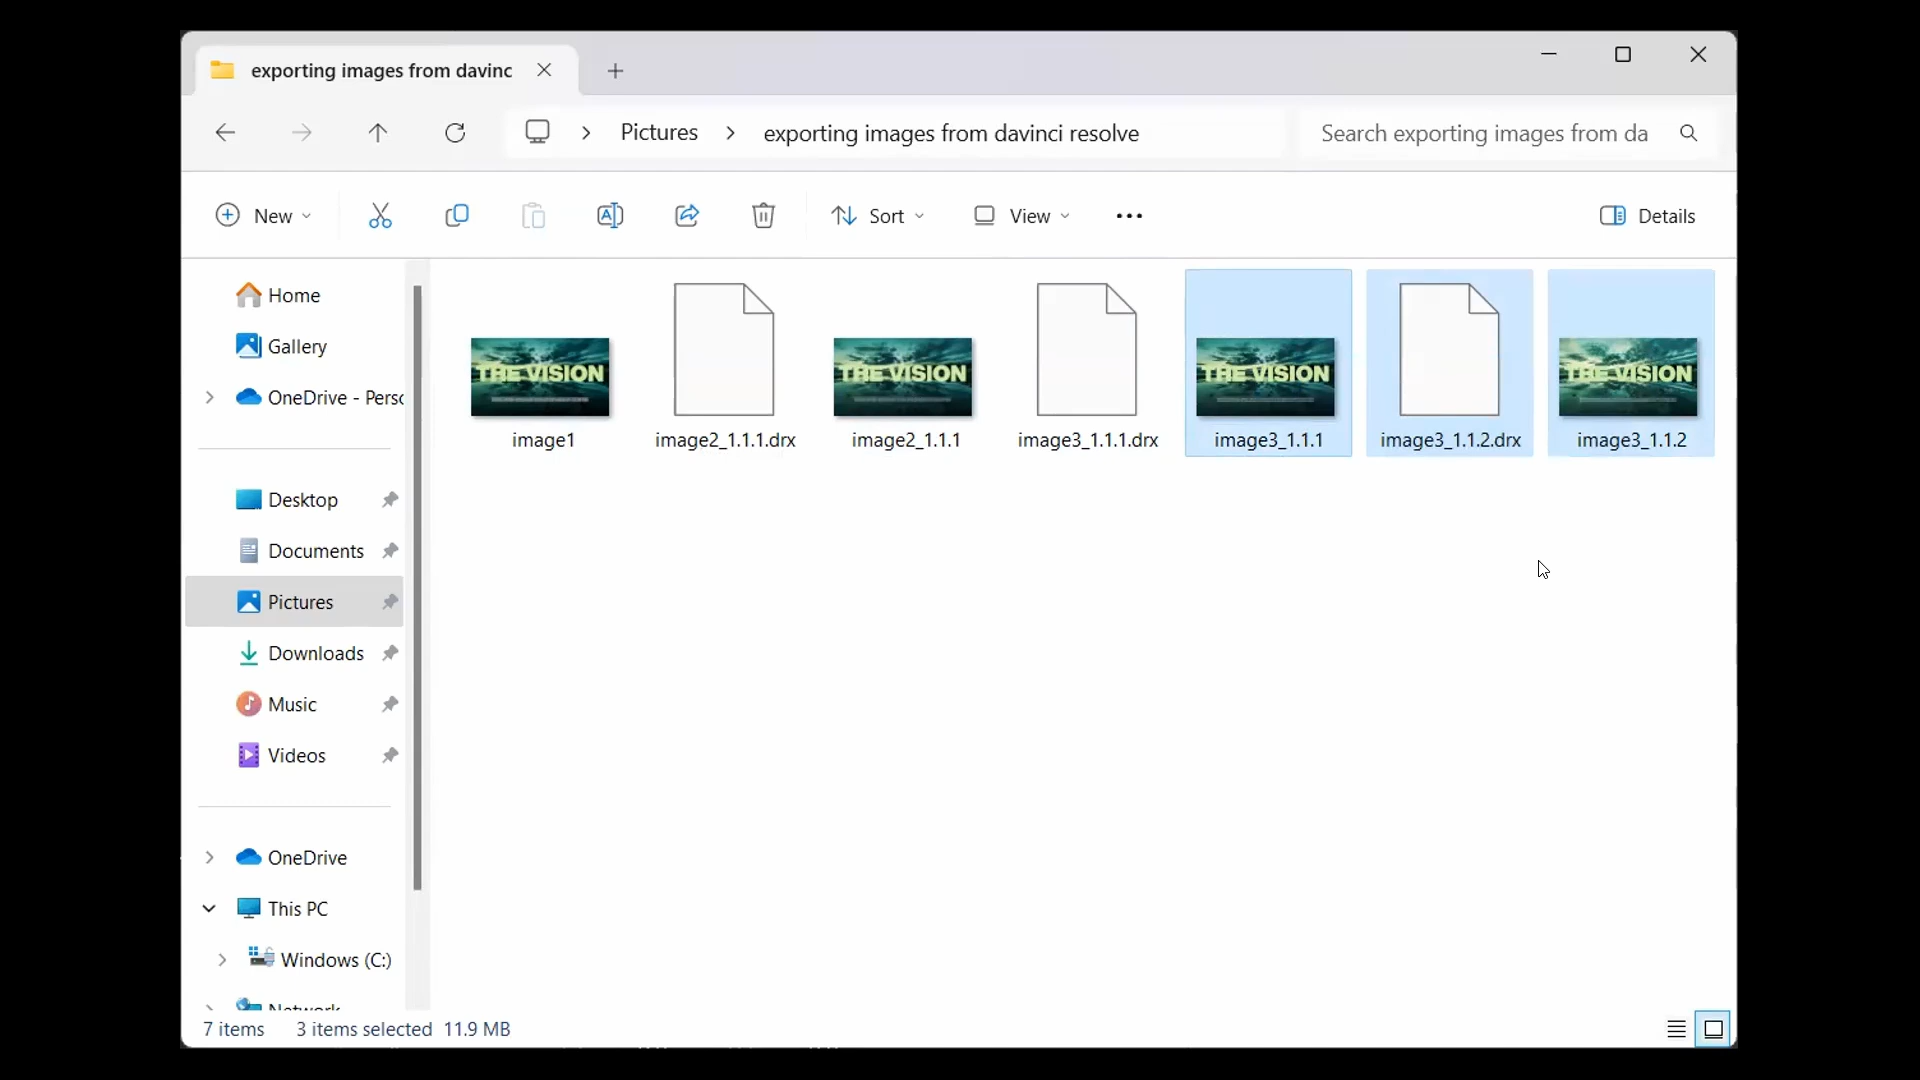 exporting images from davinc
Pictures
exporting images from davinci resolve
Search exporting images from da
New
Sort
View
Details
Home
Gallery
OneDrive - Perso
Desktop
Documents
Pictures
Downloads
Music
Videos
OneDrive
This PC
Windows (C:)
Network
THE VISION
image1
image2_1.1.1.drx
THE VISION
image2_1.1.1
image3_1.1.1.drx
THE VISION
image3_1.1.1
image3_1.1.2.drx
THE VISION
image3_1.1.2
7 items
3 items selected 11.9 MB